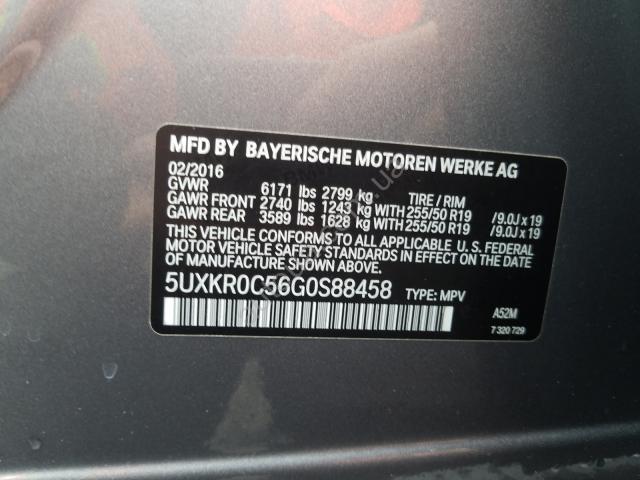 MFD BY BAYERISCHE MOTOREN WERKE AG
02/2016
GVWR 6171 lbs 2799 kg TIRE / RIM
GAWR FRONT 2740 lbs 1243 kg WITH 255/50 R19 /9.0J x 19
GAWR REAR 3589 lbs 1628 kg WITH 255/50 R19 /9.0J x 19
THIS VEHICLE CONFORMS TO ALL APPLICABLE U. S. FEDERAL
MOTOR VEHICLE SAFETY STANDARDS IN EFFECT ON THE DATE
OF MANUFACTURE SHOWN ABOVE.
5UXKR0C56G0S88458 TYPE: MPV
A52M
7 320 729